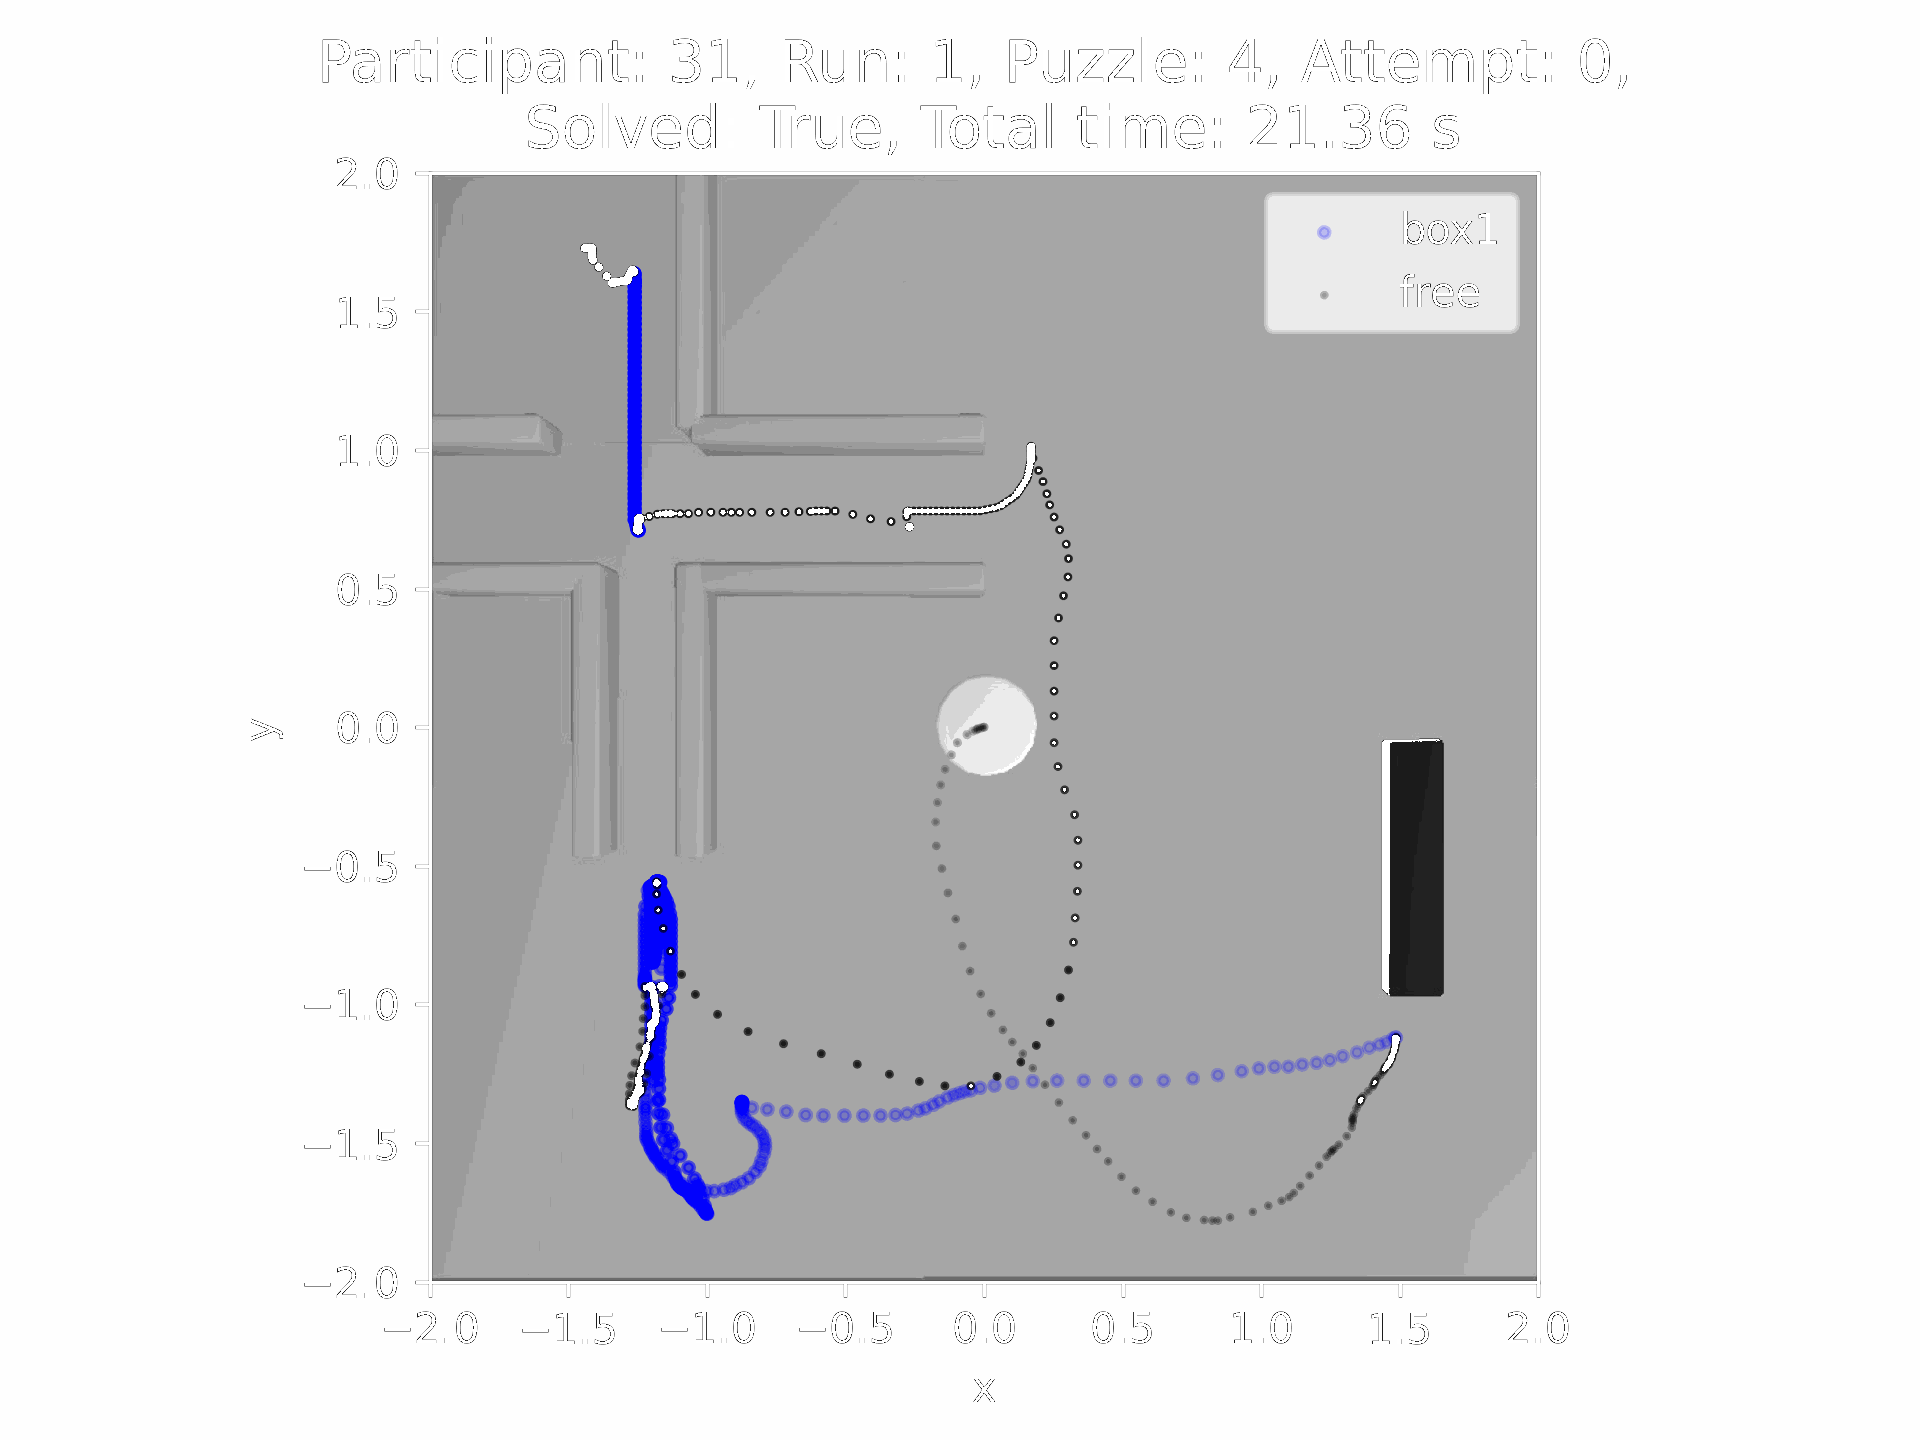 Participant: 31, Run: 1, Puzzle: 4, Attempt: 0,
Solved True, Total time: 21.36 s
box1
free
2.0
1.5
1.0
0.5
0.0
−0.5
−1.0
−1.5
−2.0
y
−2.0 −1.5 −1.0 −0.5 0.0 0.5 1.0 1.5 2.0
x